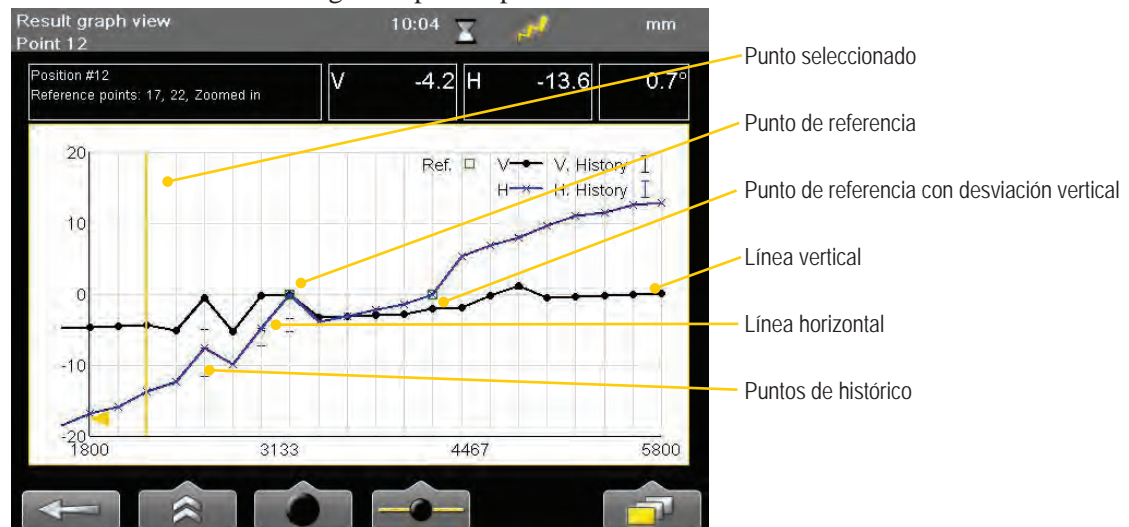 Result graph view 10:04 mm
Point 12
Position #12
Reference points: 17, 22, Zoomed in
V -4.2 H -13.6 0.7°
Punto seleccionado
Punto de referencia
Punto de referencia con desviación vertical
Línea vertical
Línea horizontal
Puntos de histórico
Ref. V V, History
H H. History
20
10
0
-10
-20
1800 3133 4467 5800